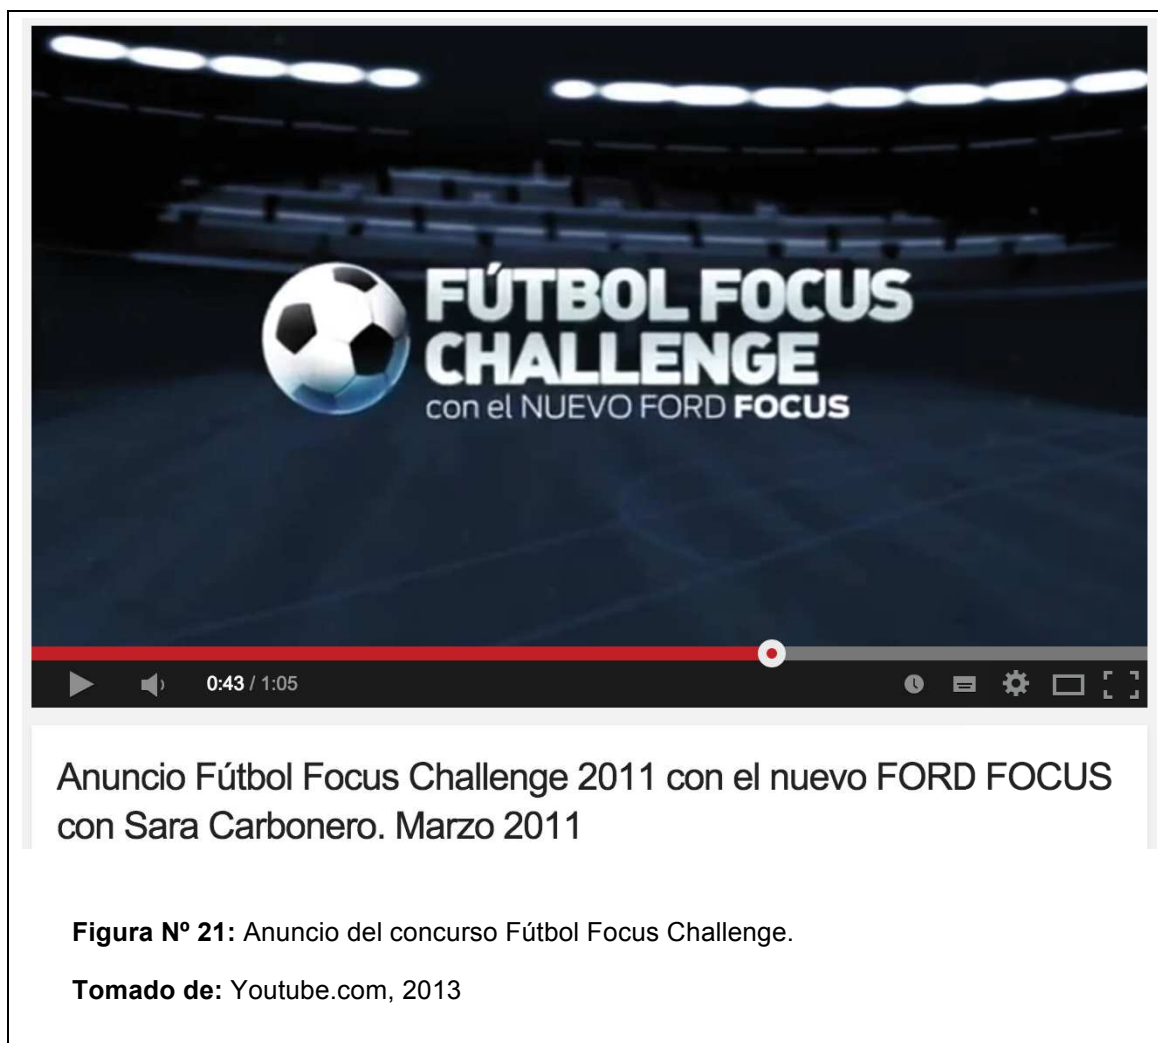 FÚTBOL FOCUS
CHALLENGE
con el NUEVO FORD FOCUS
0:43 / 1:05
Anuncio Fútbol Focus Challenge 2011 con el nuevo FORD FOCUS
con Sara Carbonero. Marzo 2011
Figura Nº 21: Anuncio del concurso Fútbol Focus Challenge.
Tomado de: Youtube.com, 2013